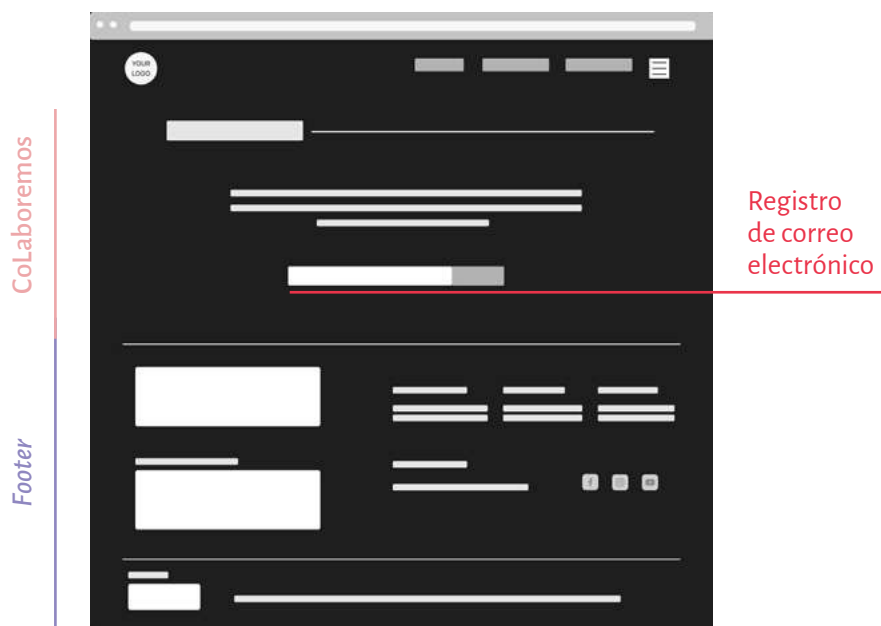 YOUR
LOGO
CoLaboremos
Registro
de correo
electrónico
Footer
f